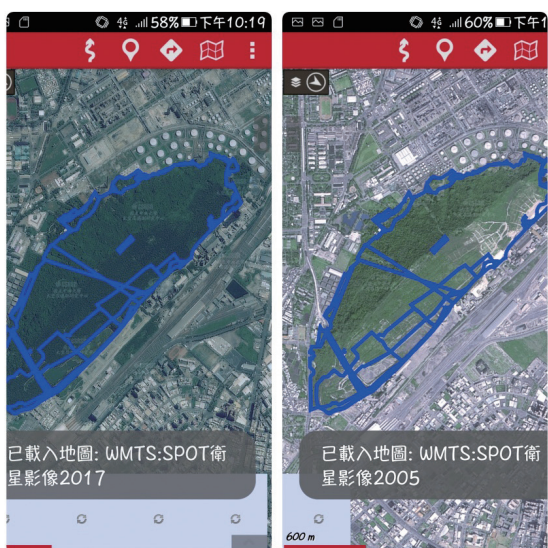 58% 下午10:19
已載入地圖: WMTS:SPOT衛
星影像2017
60% 下午1
已載入地圖: WMTS:SPOT衛
星影像2005
600 m